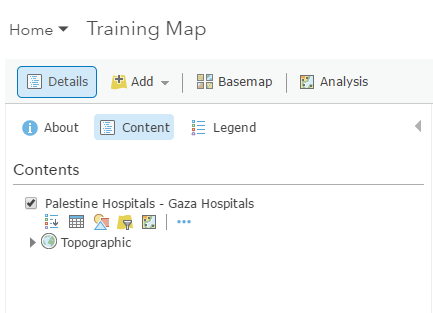 Home Training Map
Details Add Basemap Analysis
About Content Legend
Contents
Palestine Hospitals - Gaza Hospitals
Topographic